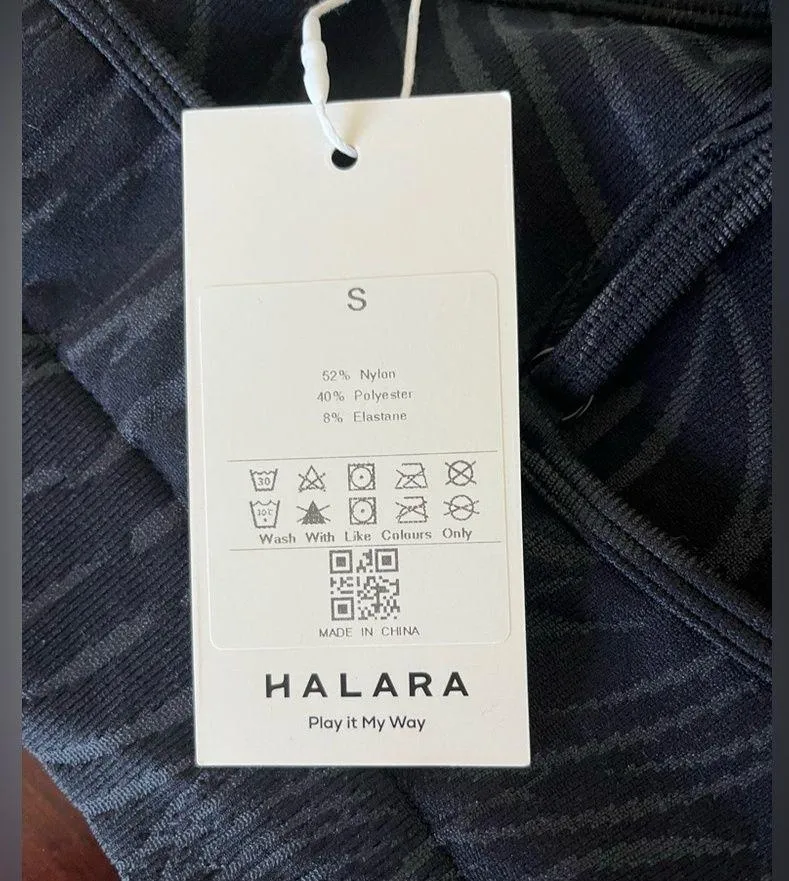 S
52% Nylon
40% Polyester
8% Elastane
30
Wash With Like Colours Only
MADE IN CHINA
HALARA
Play it My Way